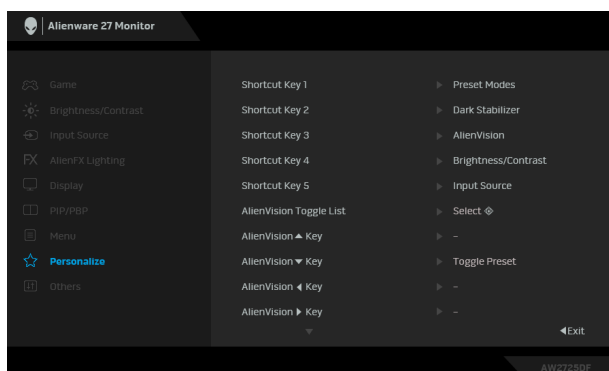 Alienware 27 Monitor
Game
Brightness/Contrast
Input Source
AlienFX Lighting
Display
PIP/PBP
Menu
Personalize
Others
Shortcut Key 1 Preset Modes
Shortcut Key 2 Dark Stabilizer
Shortcut Key 3 AlienVision
Shortcut Key 4 Brightness/Contrast
Shortcut Key 5 Input Source
AlienVision Toggle List Select
AlienVision ▲ Key –
AlienVision ▼ Key Toggle Preset
AlienVision ◀ Key –
AlienVision ▶ Key –
◀Exit
AW2725DF